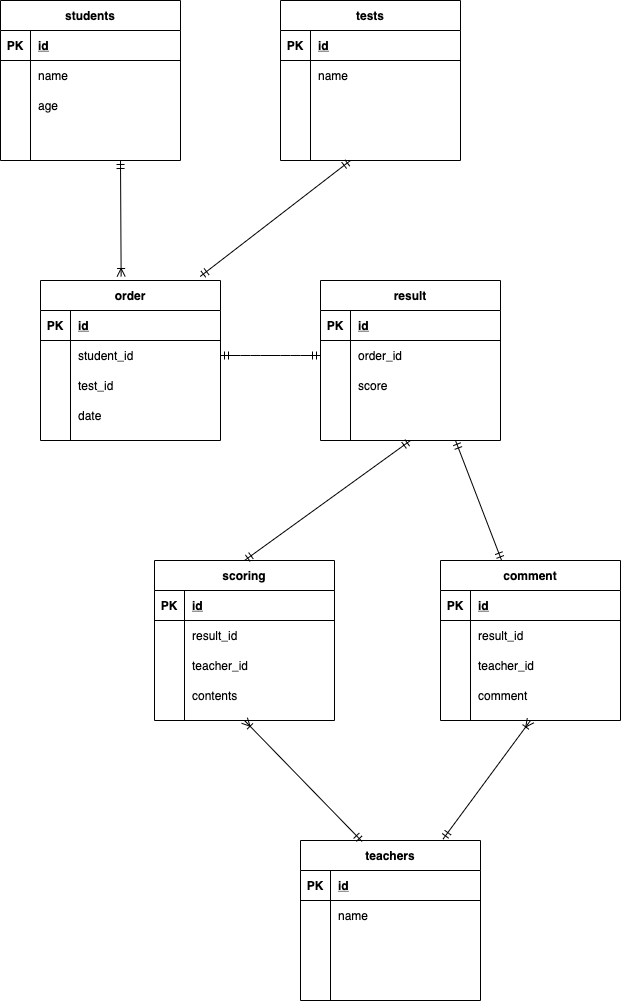 students
PK id
name
age
tests
PK id
name
order
PK id
student_id
test_id
date
result
PK id
order_id
score
scoring
PK id
result_id
teacher_id
contents
comment
PK id
result_id
teacher_id
comment
teachers
PK id
name